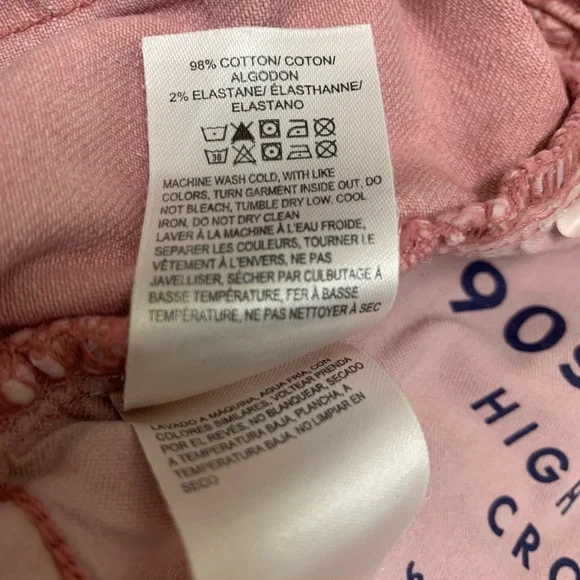 98% COTTON/ COTON/
ALGODON
2% ELASTANE/ ÉLASTHANNE/
ELASTANO
30
MACHINE WASH COLD, WITH LIKE
COLORS, TURN GARMENT INSIDE OUT, DO
NOT BLEACH, TUMBLE DRY LOW, COOL
IRON, DO NOT DRY CLEAN
LAVER À LA MACHINE À L'EAU FROIDE,
SEPARER LES COULEURS, TOURNER LE
VÊTEMENT À L'ENVERS, NE PAS
JAVELLISER, SÉCHER PAR CULBUTAGE À
BASSE TEMPÉRATURE, FER À BASSE
TEMPÉRATURE, NE PAS NETTOYER À SEC
LAVADO A MAQUINA, AGUA FRIA, CON
COLORES SIMILARES, VOLTEAR PRENDA
POR EL REVÉS, NO BLANQUEAR, SECADO
A TEMPERATURA BAJA, PLANCHA, A
TEMPERATURA BAJA, NO LIMPIAR EN
SECO
90s
HIGH
CRO